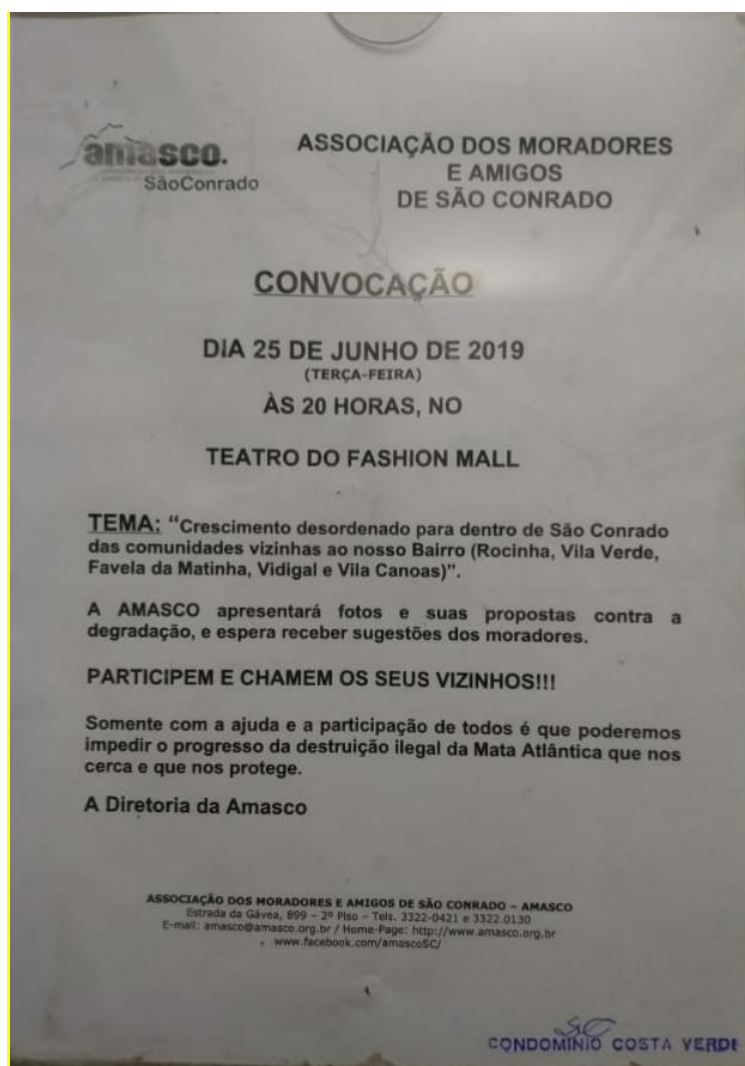 amasco.
SãoConrado
ASSOCIAÇÃO DOS MORADORES
E AMIGOS
DE SÃO CONRADO
CONVOCAÇÃO
DIA 25 DE JUNHO DE 2019
(TERÇA-FEIRA)
ÀS 20 HORAS, NO
TEATRO DO FASHION MALL
TEMA: “Crescimento desordenado para dentro de São Conrado
das comunidades vizinhas ao nosso Bairro (Rocinha, Vila Verde,
Favela da Matinha, Vidigal e Vila Canoas)”.
A AMASCO apresentará fotos e suas propostas contra a
degradação, e espera receber sugestões dos moradores.
PARTICIPEM E CHAMEM OS SEUS VIZINHOS!!!
Somente com a ajuda e a participação de todos é que poderemos
impedir o progresso da destruição ilegal da Mata Atlântica que nos
cerca e que nos protege.
A Diretoria da Amasco
ASSOCIAÇÃO DOS MORADORES E AMIGOS DE SÃO CONRADO – AMASCO
Estrada da Gávea, 899 – 2º Piso – Tels. 3322-0421 e 3322.0130
E-mail: amasco@amasco.org.br / Home-Page: http://www.amasco.org.br
www.facebook.com/amascoSC/
CONDOMÍNIO COSTA VERDE